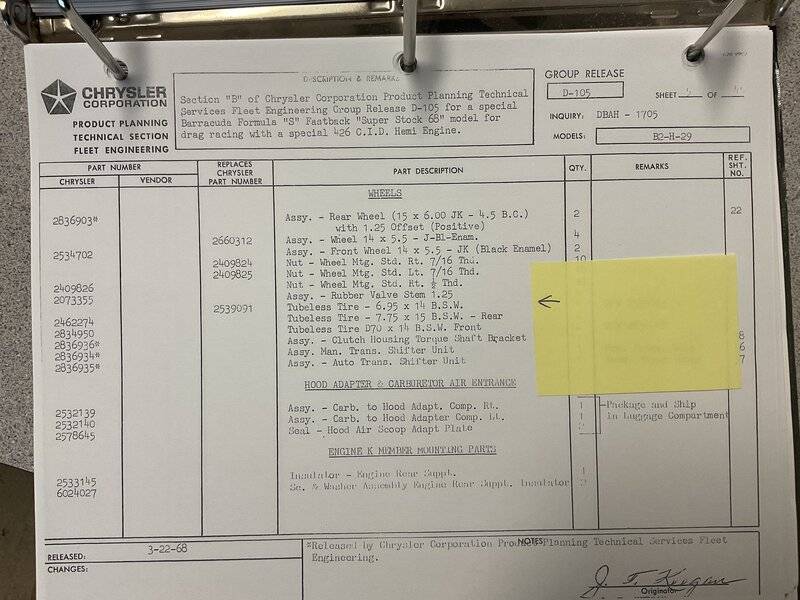 DESCRIPTION & REMARKS
CHRYSLER
CORPORATION
PRODUCT PLANNING
TECHNICAL SECTION
FLEET ENGINEERING
Section "B" of Chrysler Corporation Product Planning Technical
Services Fleet Engineering Group Release D-105 for a special
Barracuda Formula "S" Fastback "Super Stock 68" model for
drag racing with a special 426 C.I.D. Hemi Engine.
GROUP RELEASE
D-105 SHEET OF
INQUIRY: DBAH - 1705
MODELS: B2-H-29
PART NUMBER REPLACES CHRYSLER PART NUMBER PART DESCRIPTION QTY. REMARKS REF. SHT. NO.
CHRYSLER VENDOR
WHEELS
2836903* Assy. - Rear Wheel (15 x 6.00 JK - 4.5 B.C.) 2 22
with 1.25 Offset (Positive)
2660312 Assy. - Wheel 14 x 5.5 - J-Bl-Enam. 4
2534702 Assy. - Front Wheel 14 x 5.5 - JK (Black Enamel) 2
2409824 Nut - Wheel Mtg. Std. Rt. 7/16 Thd. 10
2409825 Nut - Wheel Mtg. Std. Lt. 7/16 Thd.
2409826 Nut - Wheel Mtg. Std. Rt. ½ Thd.
2073355 Assy. - Rubber Valve Stem 1.25
2539091 Tubeless Tire - 6.95 x 14 B.S.W.
2462274 Tubeless Tire - 7.75 x 15 B.S.W. - Rear
2834950 Tubeless Tire D70 x 14 B.S.W. Front
2836936* Assy. - Clutch Housing Torque Shaft Bracket 8
2836934* Assy. Man. Trans. Shifter Unit 6
2836935* Assy. - Auto Trans. Shifter Unit 7
HOOD ADAPTER & CARBURETOR AIR ENTRANCE
2532139 Assy. - Carb. to Hood Adapt. Comp. Rt. 1 Package and Ship
2532140 Assy. - Carb. to Hood Adapter Comp. Lt. 1 in Luggage Compartment
2578645 Seal - Hood Air Scoop Adapt Plate 2
ENGINE K MEMBER MOUNTING PARTS
2533145 Insulator - Engine Rear Suppt. 1
6024027 Sc. & Washer Assembly Engine Rear Suppt. Insulator 2
RELEASED: 3-22-68
CHANGES:
NOTES
*Released by Chrysler Corporation Product Planning Technical Services Fleet
Engineering.
J. T. Keegan
Originator